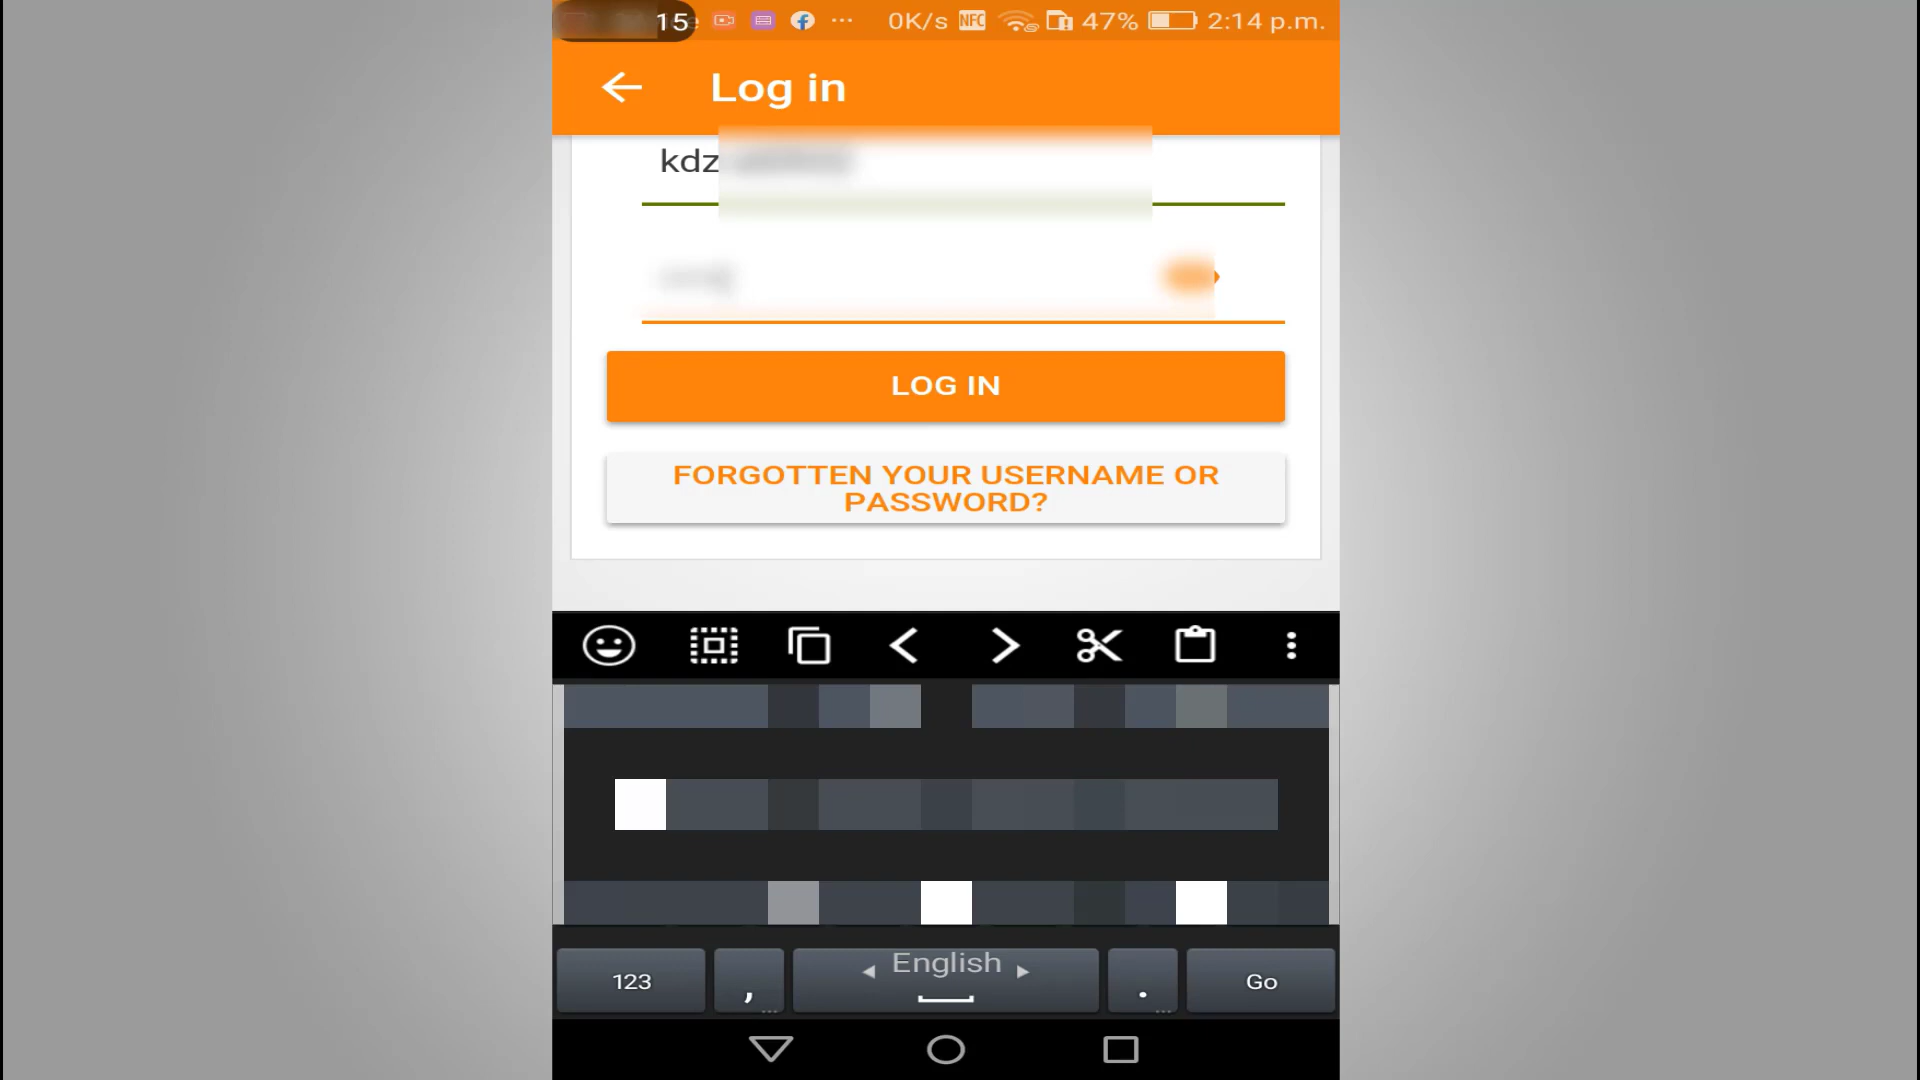 15
0K/s NFC 47% 2:14 p.m.
Log in
kdz
LOG IN
FORGOTTEN YOUR USERNAME OR
PASSWORD?
123 , English . Go